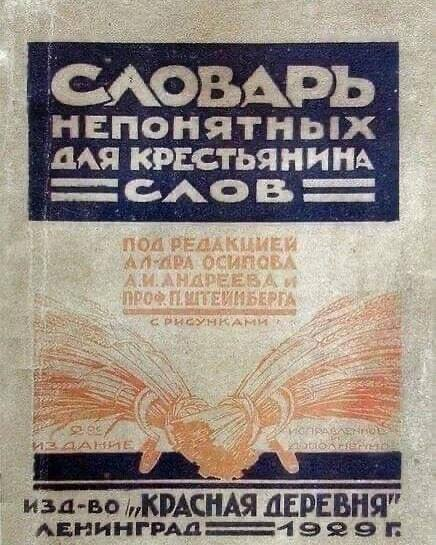 СЛОВАРЬ
НЕПОНЯТНЫХ
ДЛЯ КРЕСТЬЯНИНА
СЛОВ
ПОД РЕДАКЦИЕЙ
АЛ-ДРА ОСИПОВА
А.И. АНДРЕЕВА И
ПРОФ. П. ШТЕЙНБЕРГА
С РИСУНКАМИ
2-ОЕ ИСПРАВЛЕННОЕ
ИЗДАНИЕ ДОПОЛНЕННОЕ
ИЗД-ВО „КРАСНАЯ ДЕРЕВНЯ"
ЛЕНИНГРАД 1929 Г.